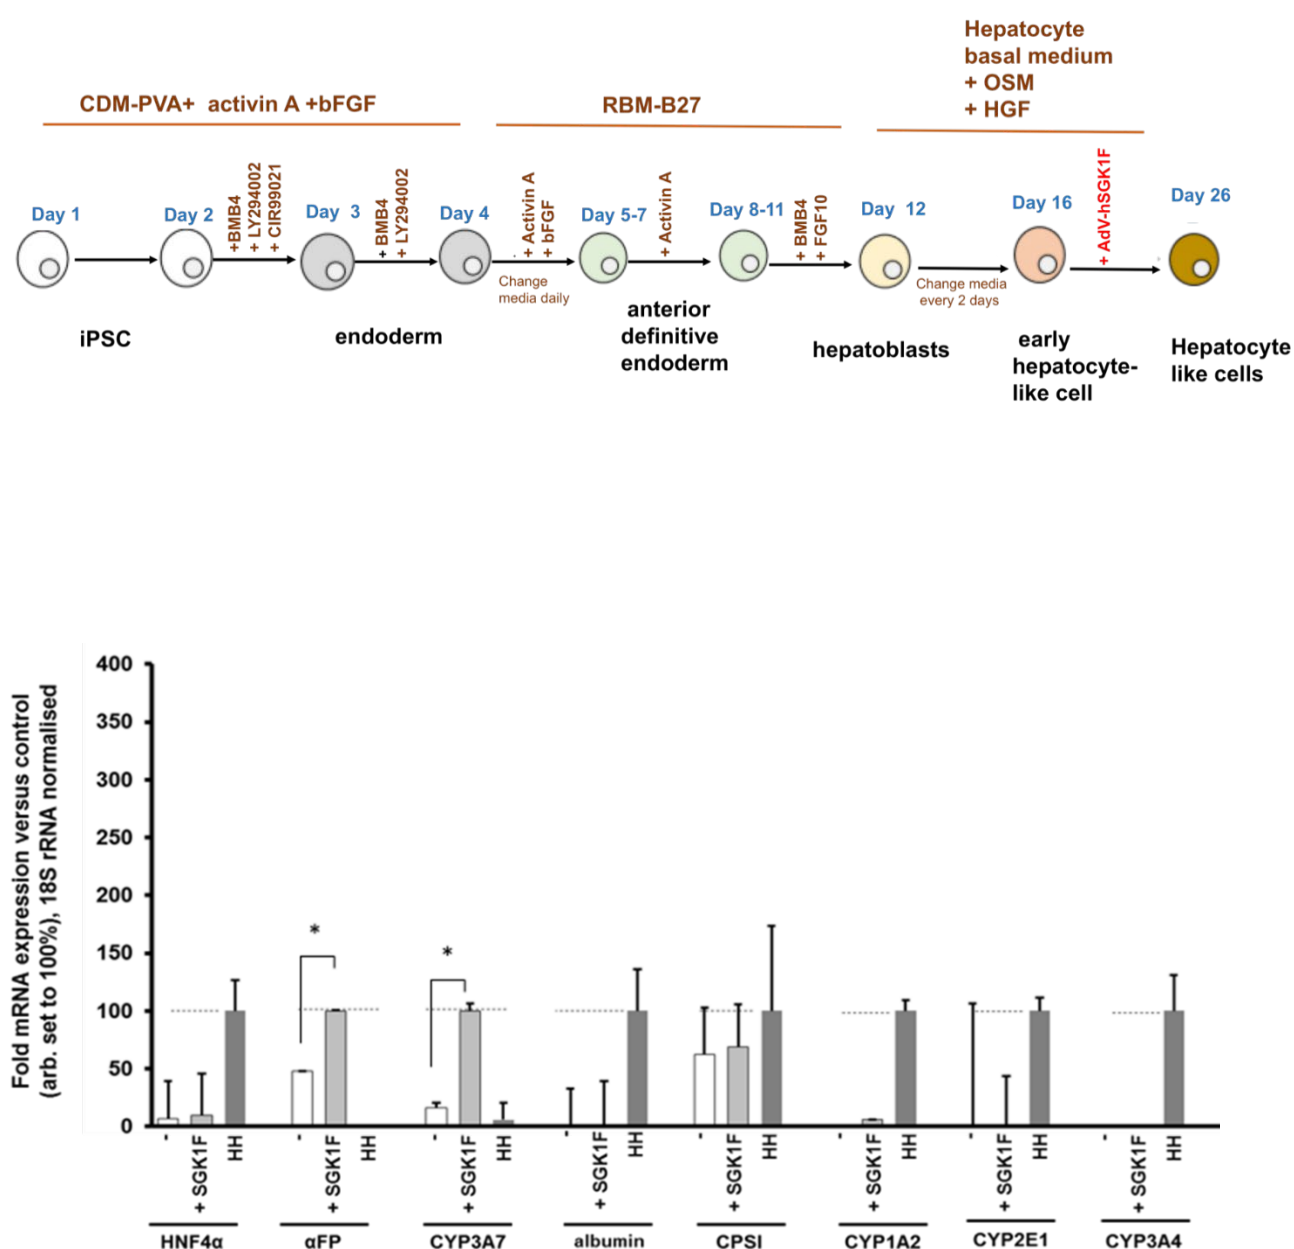 Hepatocyte
basal medium
+ OSM
+ HGF
CDM-PVA+ activin A +bFGF
RBM-B27
Day 1
Day 2
+BMB4
+ LY294002
+ CIR99021
Day 3
+ BMB4
+ LY294002
Day 4
+ Activin A
+ bFGF
Change
media daily
Day 5-7
+ Activin A
Day 8-11
+ BMB4
+ FGF10
Day 12
Change media
every 2 days
Day 16
+ AdV-hSGK1F
Day 26
iPSC
endoderm
anterior
definitive
endoderm
hepatoblasts
early
hepatocyte-
like cell
Hepatocyte
like cells
Fold mRNA expression versus control
(arb. set to 100%), 18S rRNA normalised
400
350
300
250
200
150
100
50
0
*
*
-
+ SGK1F
HH
-
+ SGK1F
HH
-
+ SGK1F
HH
-
+ SGK1F
HH
-
+ SGK1F
HH
-
+ SGK1F
HH
-
+ SGK1F
HH
-
+ SGK1F
HH
HNF4α
αFP
CYP3A7
albumin
CPSI
CYP1A2
CYP2E1
CYP3A4